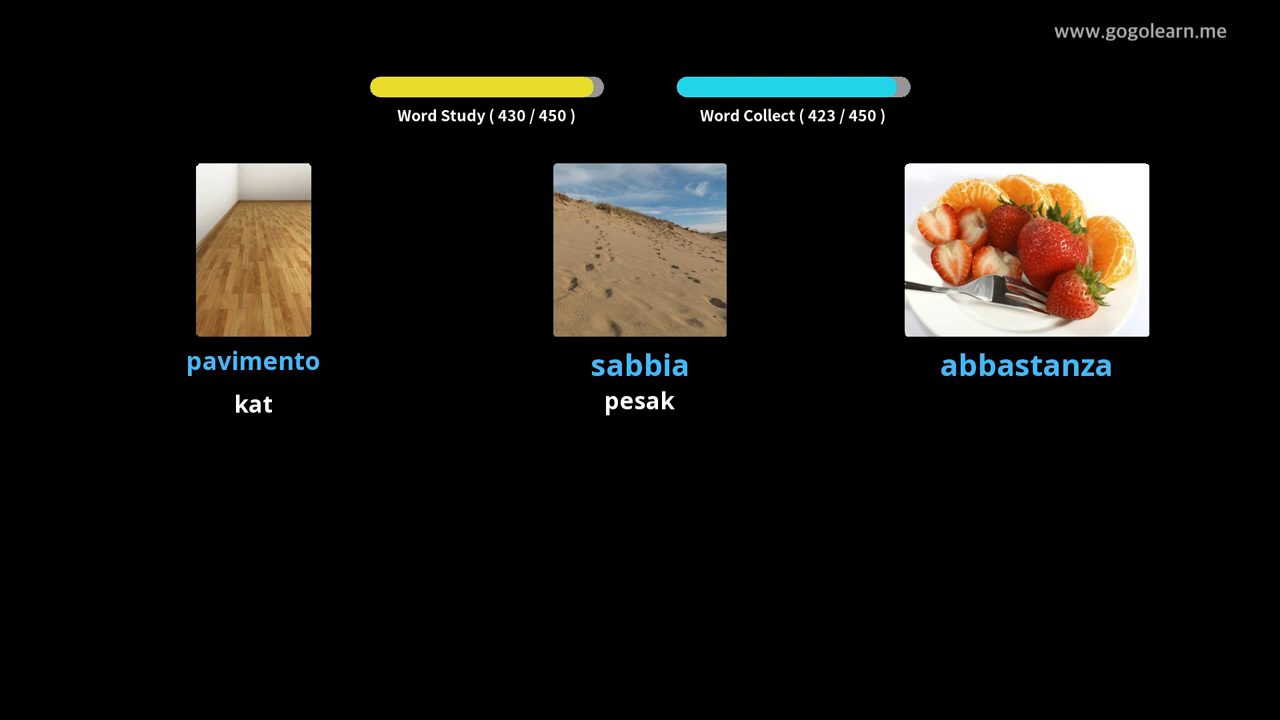 www.gogolearn.me
Word Study ( 430 / 450 )
Word Collect ( 423 / 450 )
pavimento
kat
sabbia
pesak
abbastanza